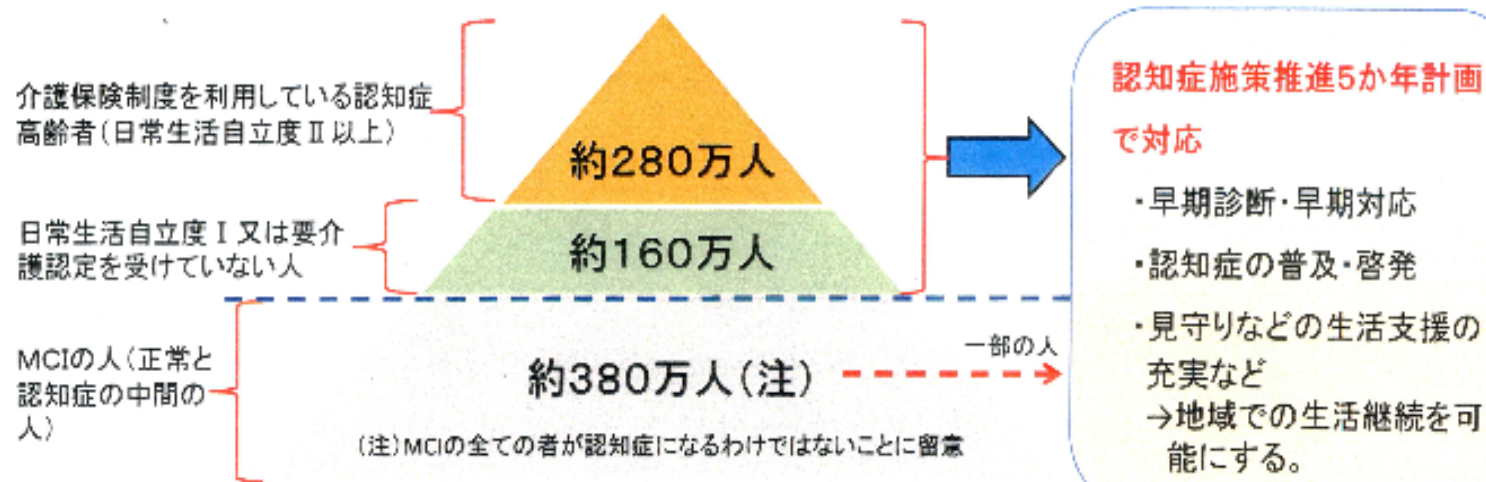 介護保険制度を利用している認知症
高齢者(日常生活自立度Ⅱ以上)
約280万人
日常生活自立度Ⅰ又は要介
護認定を受けていない人
約160万人
MCIの人(正常と
認知症の中間の
人)
約380万人(注)
一部の人
(注)MCIの全ての者が認知症になるわけではないことに留意
認知症施策推進5か年計画
で対応
・早期診断・早期対応
・認知症の普及・啓発
・見守りなどの生活支援の
充実など
→地域での生活継続を可
能にする。